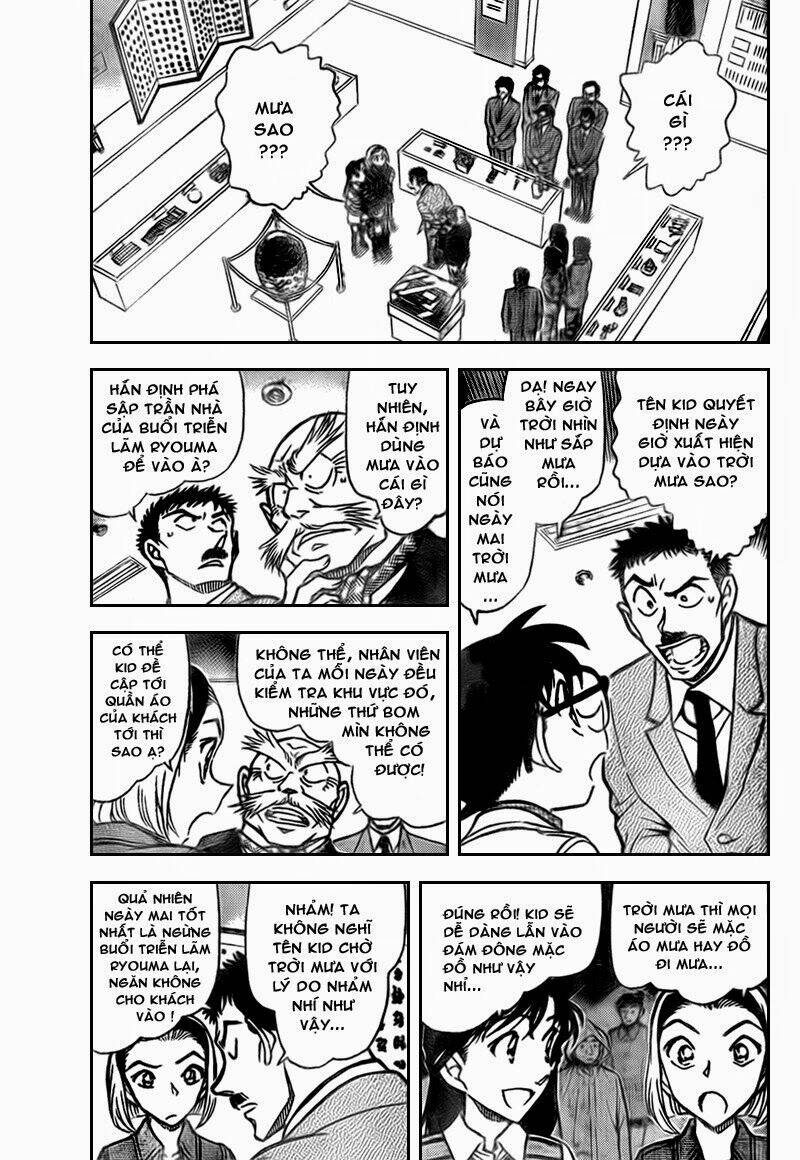 CÁI
GÌ
???
MƯA
SAO
???
TÊN KID QUYẾT
ĐỊNH NGÀY
GIỜ XUẤT HIỆN
DỰA VÀO TRỜI
MƯA SAO?
DẠ! NGAY
BÂY GIỜ
TRỜI NHÌN
NHƯ SẮP
MƯA
RỒI...
VÀ DỰ
BÁO
CŨNG
NÓI
NGÀY
MAI
TRỜI
MƯA
...
TUY
NHIÊN,
HẮN ĐỊNH
DÙNG
MƯA VÀO
CÁI GÌ
ĐÂY?
HẮN ĐỊNH PHÁ
SẬP TRẦN NHÀ
CỦA BUỔI TRIỄN
LÃM RYOUMA
ĐỂ VÀO À?
KHÔNG THỂ, NHÂN VIÊN
CỦA TA MỖI NGÀY ĐỀU
KIỂM TRA KHU VỰC ĐÓ,
NHỮNG THỨ BOM
MÌN KHÔNG
THỂ CÓ
ĐƯỢC!
CÓ THỂ
KID ĐỀ
CẬP TỚI
QUẦN ÁO
CỦA KHÁCH
TỚI THÌ
SAO Ạ?
TRỜI MƯA THÌ MỌI
NGƯỜI SẼ MẶC
ÁO MƯA HAY ĐỒ
ĐI MƯA...
ĐÚNG RỒI! KID SẼ
DỄ DÀNG LẪN VÀO
ĐÁM ĐÔNG MẶC
ĐỒ NHƯ VẬY
NHỈ...
NHẢM! TA
KHÔNG NGHĨ
TÊN KID CHỜ
TRỜI MƯA VỚI
LÝ DO NHẢM
NHÍ NHƯ
VẬY...
QUẢ NHIÊN
NGÀY MAI TỐT
NHẤT LÀ NGỪNG
BUỔI TRIỄN LÃM
RYOUMA LẠI,
NGĂN KHÔNG
CHO KHÁCH
VÀO !